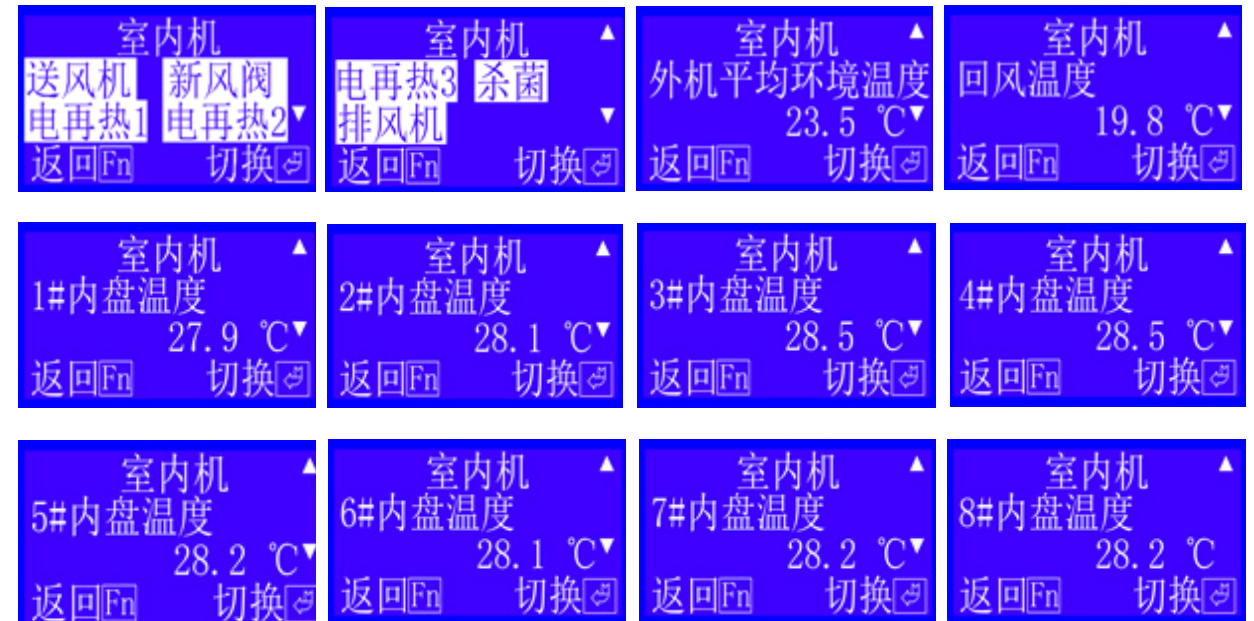 室内机
送风机 新风阀
电再热1 电再热2▼
返回Fn 切换
室内机 ▲
电再热3 杀菌
排风机 ▼
返回Fn 切换
室内机 ▲
外机平均环境温度
23.5 ℃▼
返回Fn 切换
室内机 ▲
回风温度
19.8 ℃▼
返回Fn 切换
室内机 ▲
1#内盘温度
27.9 ℃▼
返回Fn 切换
室内机 ▲
2#内盘温度
28.1 ℃▼
返回Fn 切换
室内机 ▲
3#内盘温度
28.5 ℃▼
返回Fn 切换
室内机 ▲
4#内盘温度
28.5 ℃▼
返回Fn 切换
室内机 ▲
5#内盘温度
28.2 ℃▼
返回Fn 切换
室内机 ▲
6#内盘温度
28.1 ℃▼
返回Fn 切换
室内机 ▲
7#内盘温度
28.2 ℃▼
返回Fn 切换
室内机 ▲
8#内盘温度
28.2 ℃
返回Fn 切换